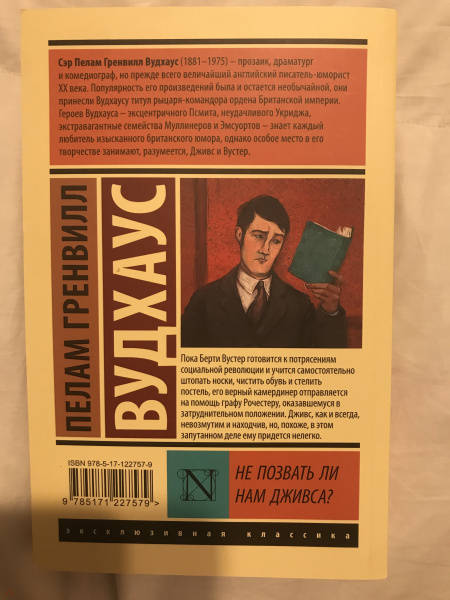 Сэр Пелам Гренвилл Вудхаус (1881–1975) – прозаик, драматург
и комедиограф, но прежде всего величайший английский писатель-юморист
XX века. Популярность его произведений была и остается необычайной, они
принесли Вудхаусу титул рыцаря-командора ордена Британской империи.
Героев Вудхауса – эксцентричного Псмита, неудачливого Укриджа,
экстравагантные семейства Муллинеров и Эмсуортов – знает каждый
любитель изысканного британского юмора, однако особое место в его
творчестве занимают, разумеется, Дживс и Вустер.
ПЕЛАМ ГРЕНВИЛЛ
ВУДХАУС
Пока Берти Вустер готовится к потрясениям
социальной революции и учится самостоятельно
штопать носки, чистить обувь и стелить
постель, его верный камердинер отправляется
на помощь графу Рочестеру, оказавшемуся в
затруднительном положении. Дживс, как и всегда,
невозмутим и находчив, но, похоже, в этом
запутанном деле ему придется нелегко.
ISBN 978-5-17-122757-9
9 785171 227579 >
N
НЕ ПОЗВАТЬ ЛИ
НАМ ДЖИВСА?
эксклюзивная классика